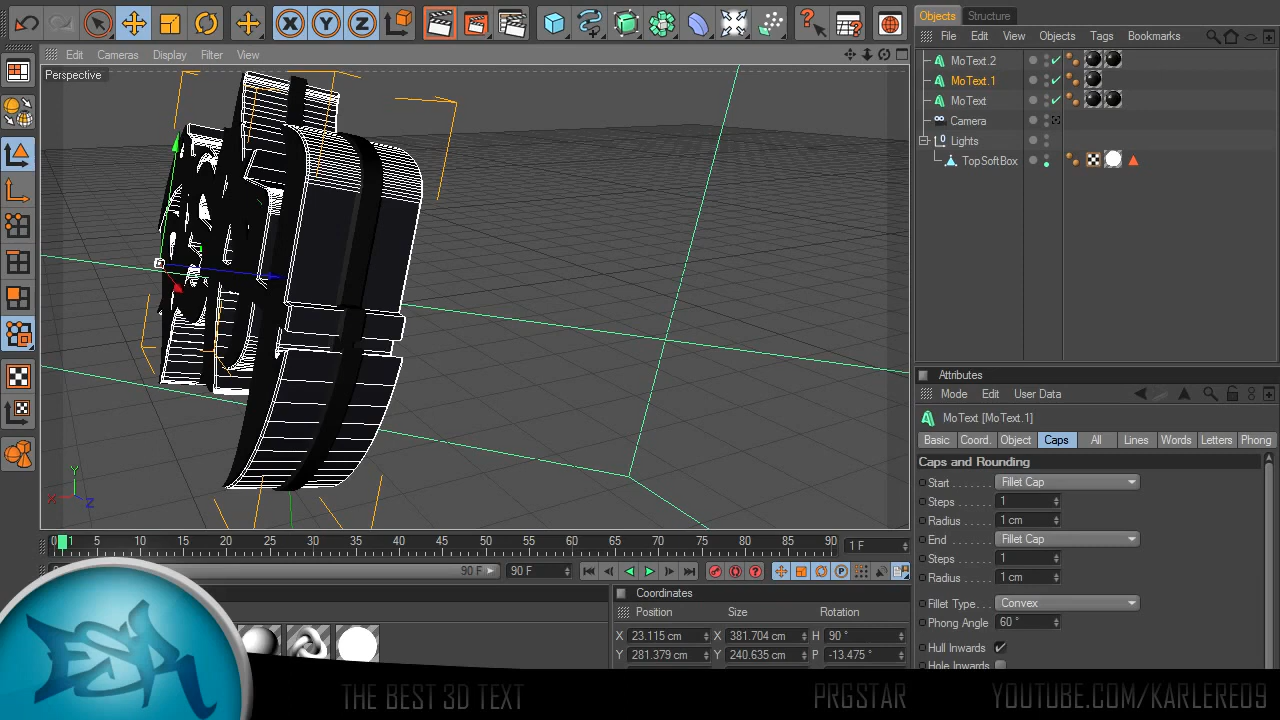 Objects Structure
Edit Cameras Display Filter View
File Edit View Objects Tags Bookmarks
Perspective
MoText.2
MoText.1
MoText
Camera
Lights
TopSoftBox
Attributes
Mode Edit User Data
MoText [MoText.1]
Basic Coord. Object Caps All Lines Words Letters Phong
Caps and Rounding
Start Fillet Cap
Steps 1
Radius 1 cm
End Fillet Cap
Steps 1
Radius 1 cm
Fillet Type Convex
Phong Angle 60 °
Hull Inwards
Hole Inwards
Y
X Z
0 1 5 10 15 20 25 30 35 40 45 50 55 60 65 70 75 80 85 90 1 F
90 F 90 F
Coordinates
Position Size Rotation
X 23.115 cm X 381.704 cm H 90 °
Y 281.379 cm Y 240.635 cm P -13.475 °
ESA
THE BEST 3D TEXT PRGSTAR YOUTUBE.COM/KARLERE09